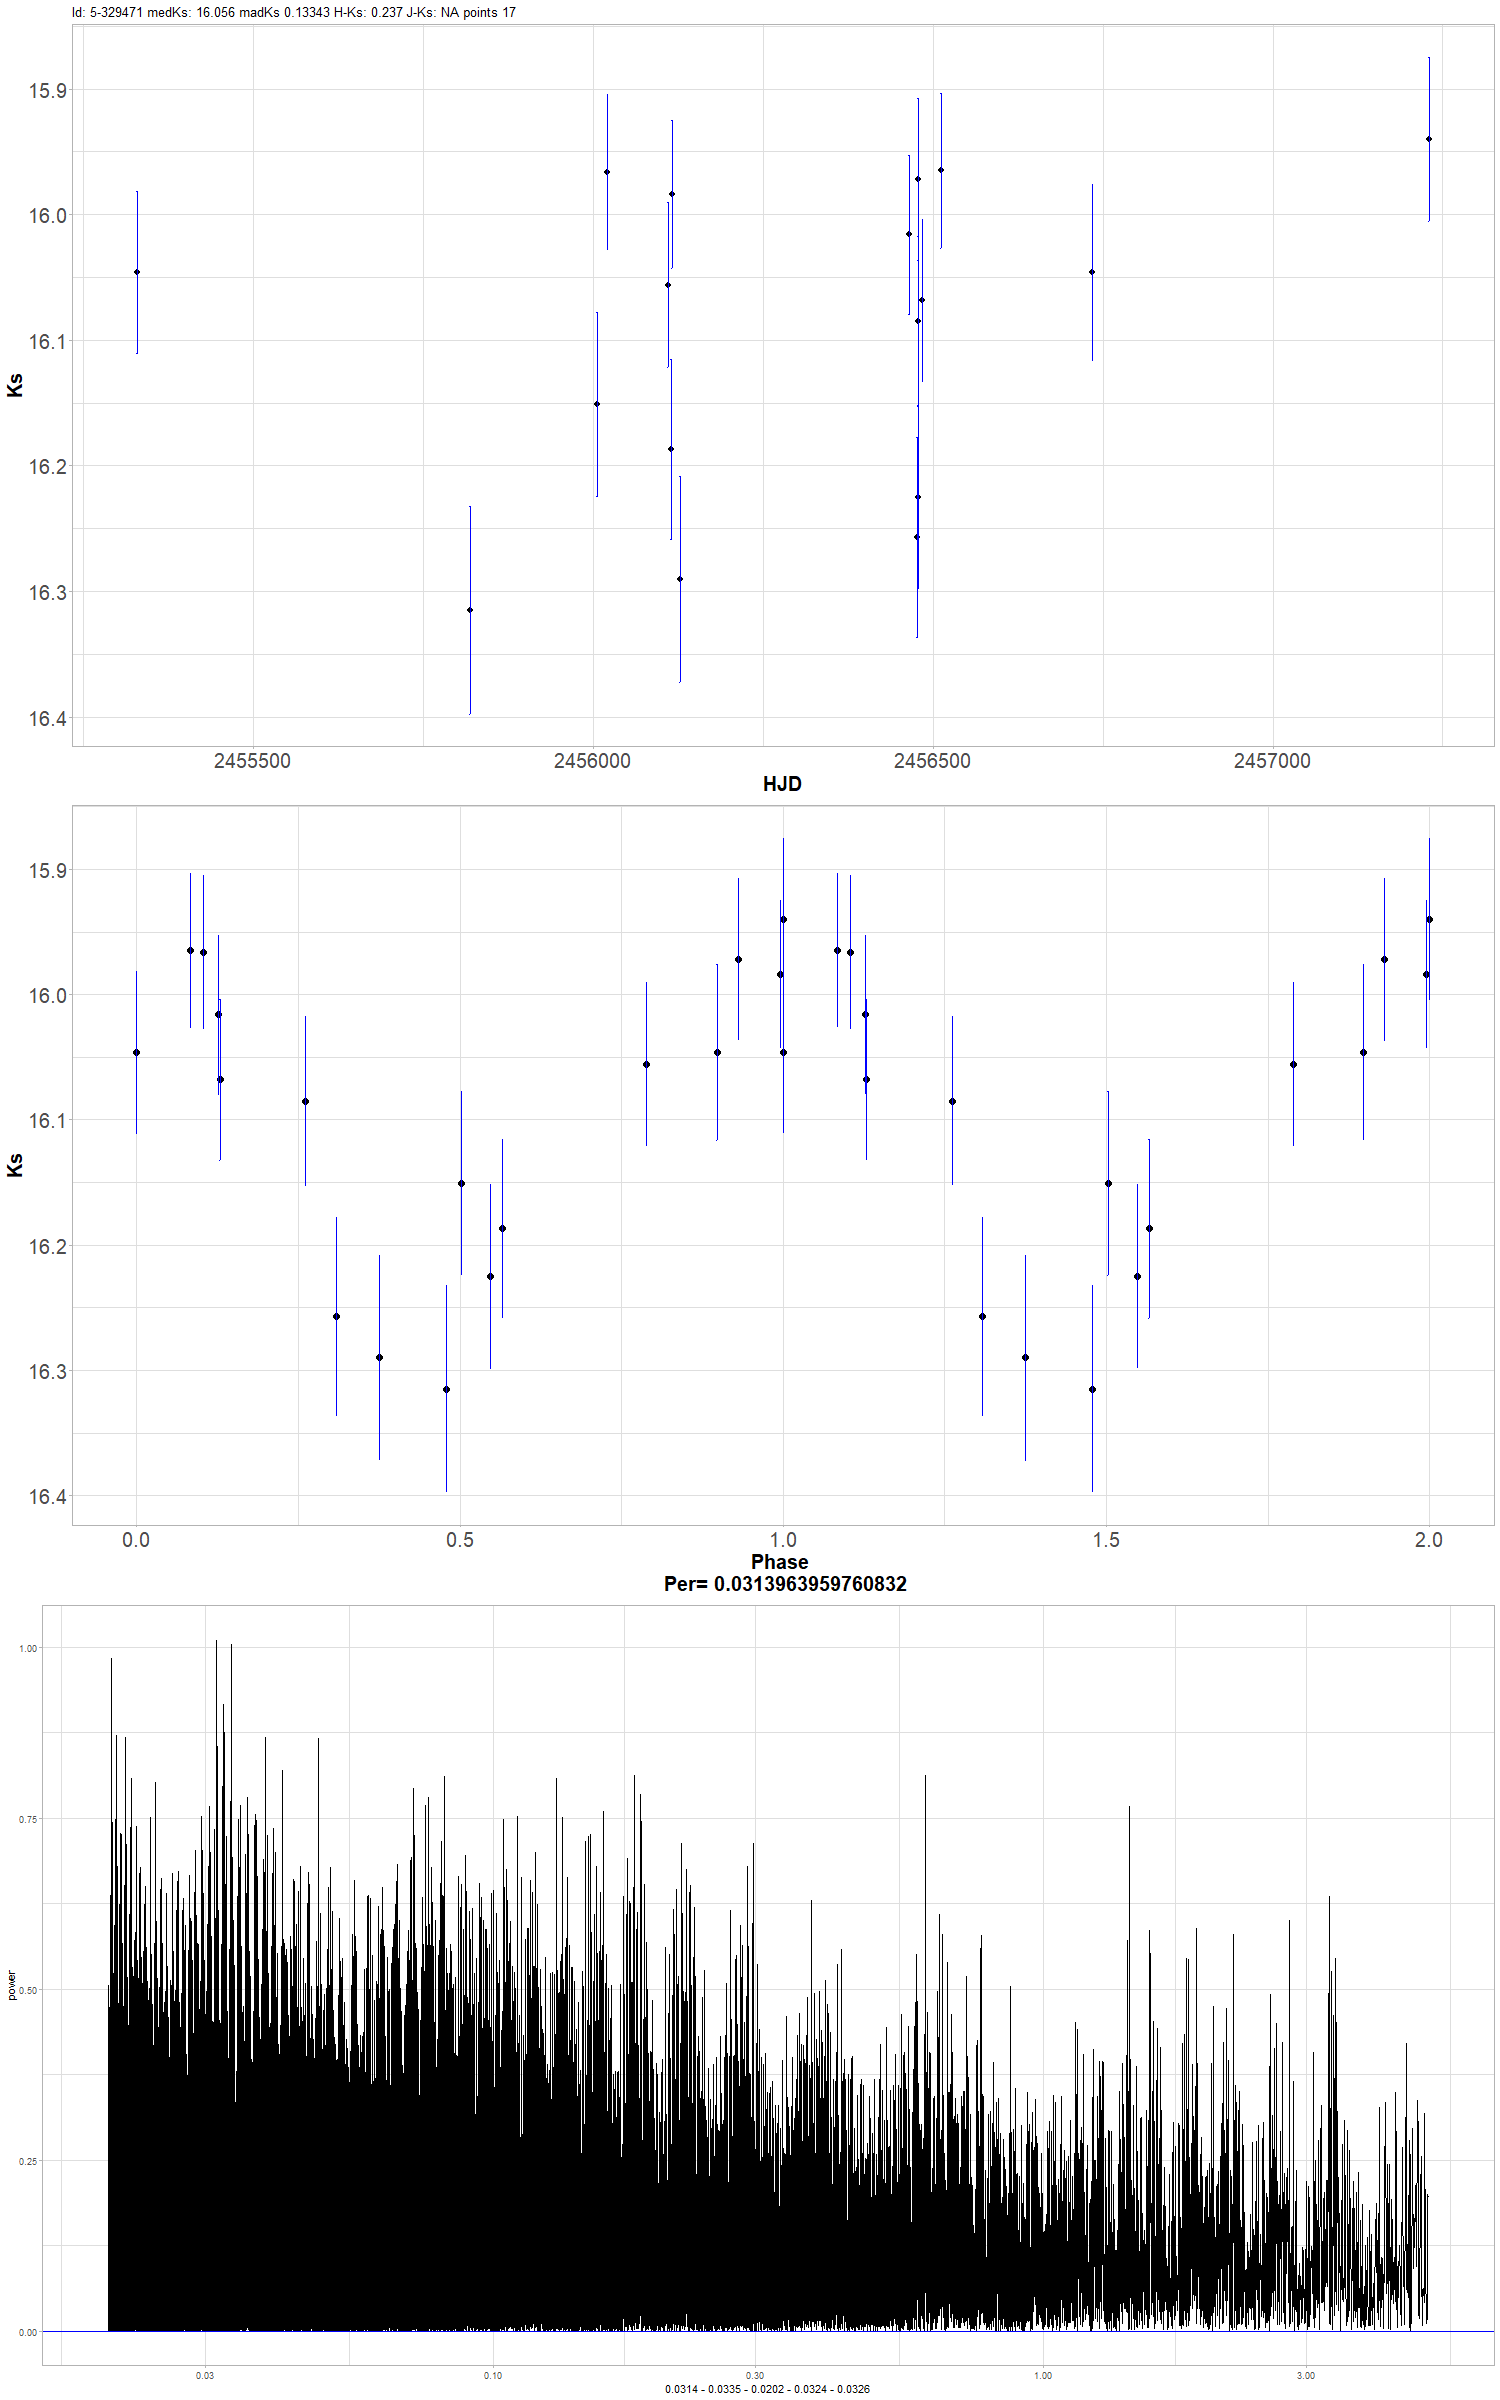 Id: 5-329471 medKs: 16.056 madKs 0.13343 H-Ks: 0.237 J-Ks: NA points 17
15.9
16.0
16.1
16.2
16.3
16.4
Ks
2455500 2456000 2456500 2457000
HJD
15.9
16.0
16.1
16.2
16.3
16.4
Ks
0.0 0.5 1.0 1.5 2.0
Phase
Per= 0.0313963959760832
1.00
0.75
0.50
0.25
0.00
power
0.03 0.10 0.30 1.00 3.00
0.0314 - 0.0335 - 0.0202 - 0.0324 - 0.0326